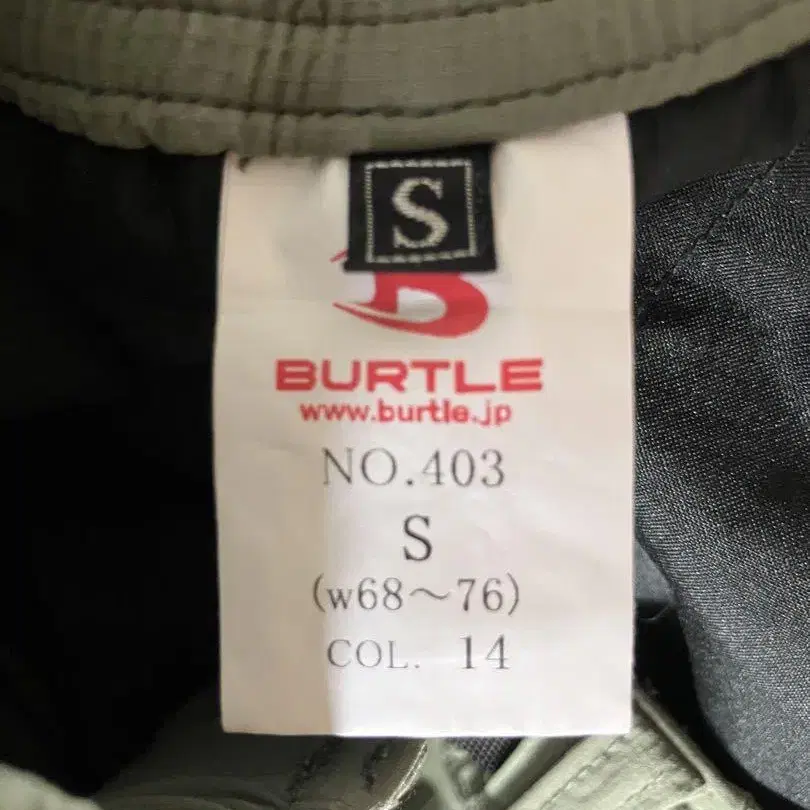 S
BURTLE
www.burtle.jp
NO.403
S
(w68〜76)
COL. 14